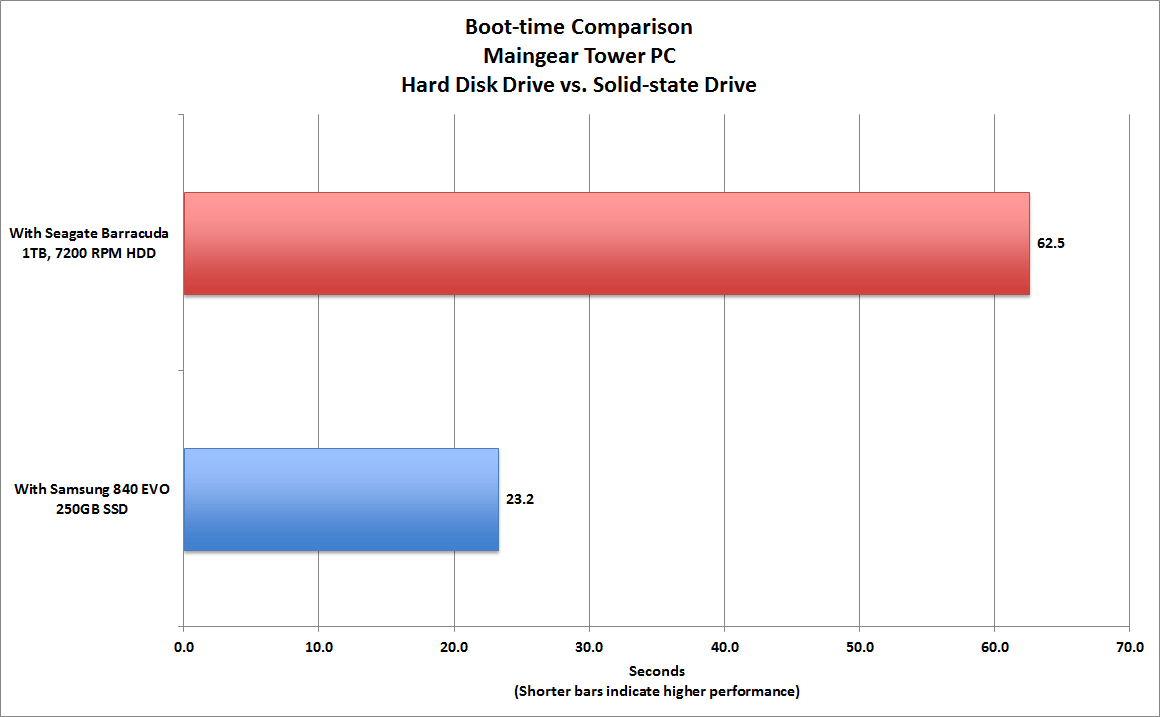 Boot-time Comparison
Maingear Tower PC
Hard Disk Drive vs. Solid-state Drive
With Seagate Barracuda
1TB, 7200 RPM HDD
62.5
With Samsung 840 EVO
250GB SSD
23.2
0.0 10.0 20.0 30.0 40.0 50.0 60.0 70.0
Seconds
(Shorter bars indicate higher performance)